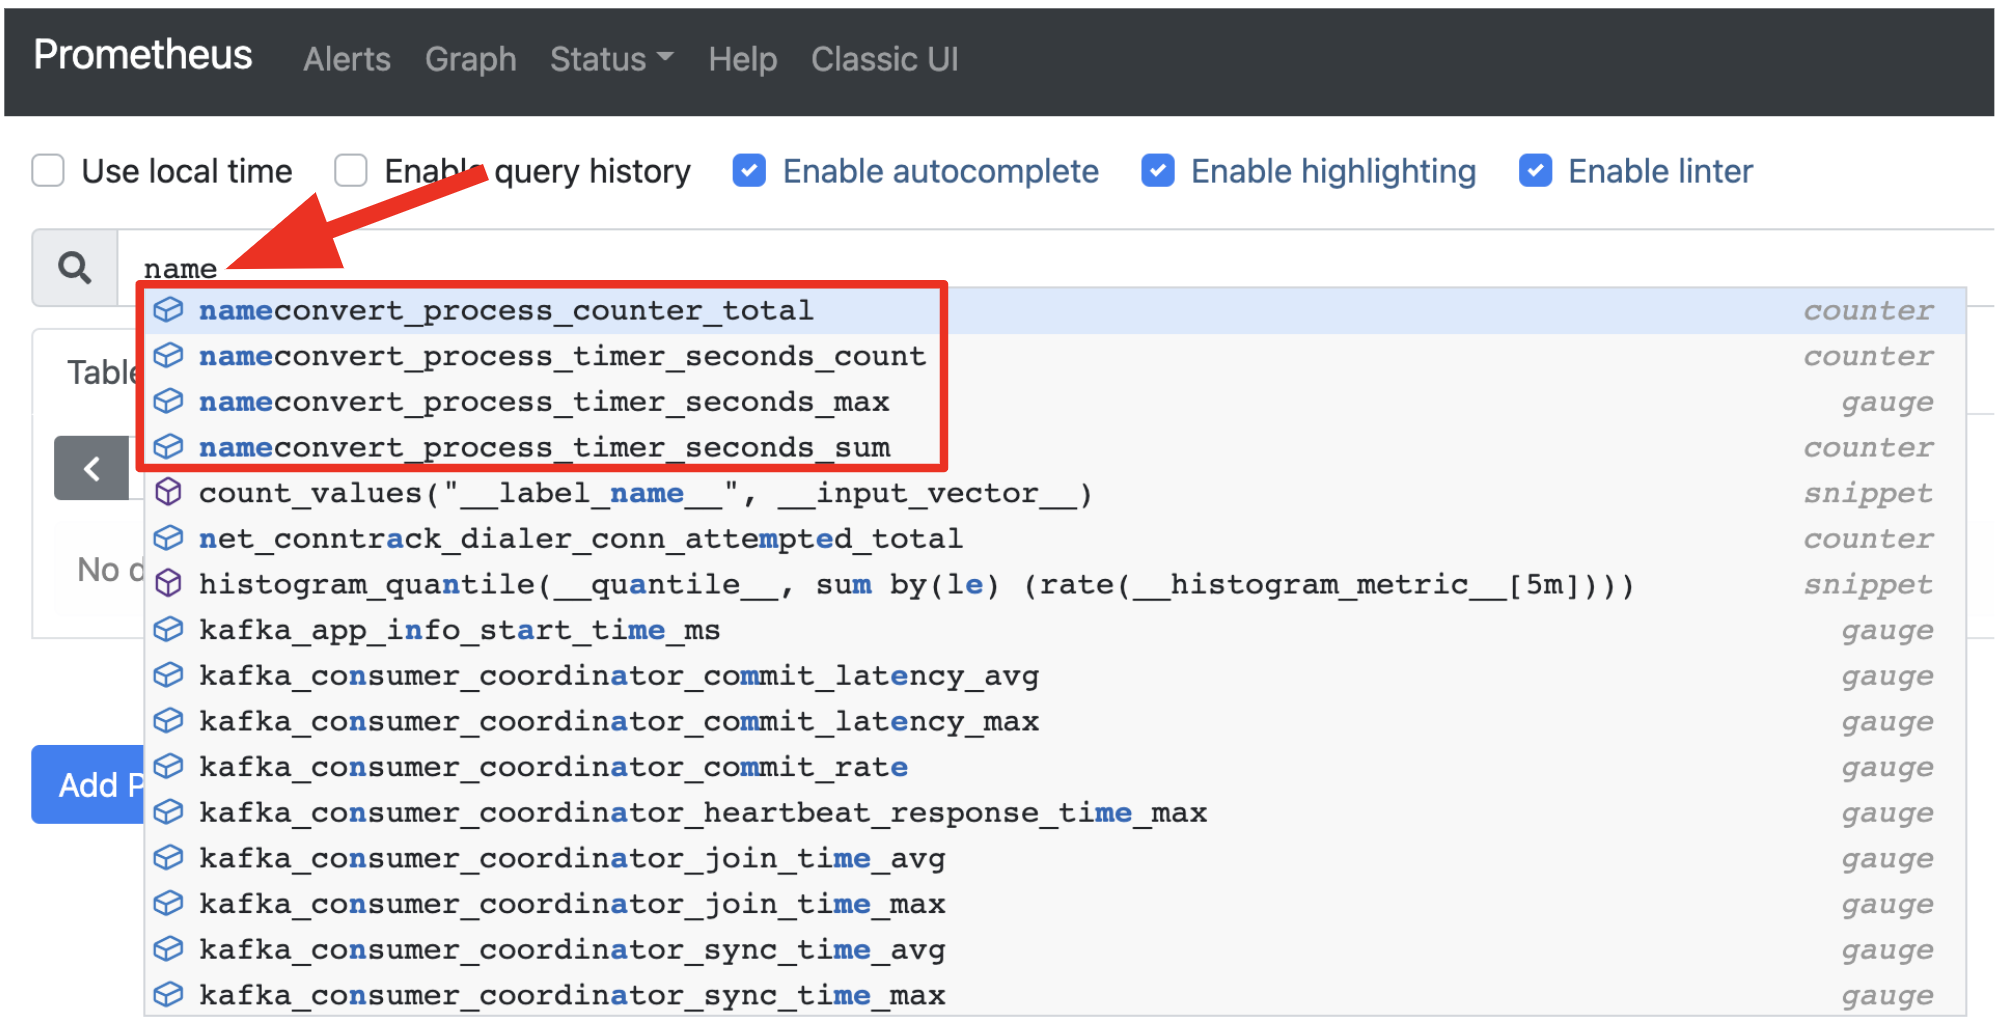 Prometheus Alerts Graph Status Help Classic UI
Use local time Enable query history Enable autocomplete Enable highlighting Enable linter
name
nameconvert_process_counter_total counter
Table
nameconvert_process_timer_seconds_count counter
nameconvert_process_timer_seconds_max gauge
nameconvert_process_timer_seconds_sum counter
count_values("__label_name__", __input_vector__) snippet
net_conntrack_dialer_conn_attempted_total counter
No d
histogram_quantile(__quantile__, sum by(le) (rate(__histogram_metric__[5m]))) snippet
kafka_app_info_start_time_ms gauge
kafka_consumer_coordinator_commit_latency_avg gauge
kafka_consumer_coordinator_commit_latency_max gauge
kafka_consumer_coordinator_commit_rate gauge
Add P
kafka_consumer_coordinator_heartbeat_response_time_max gauge
kafka_consumer_coordinator_join_time_avg gauge
kafka_consumer_coordinator_join_time_max gauge
kafka_consumer_coordinator_sync_time_avg gauge
kafka_consumer_coordinator_sync_time_max gauge